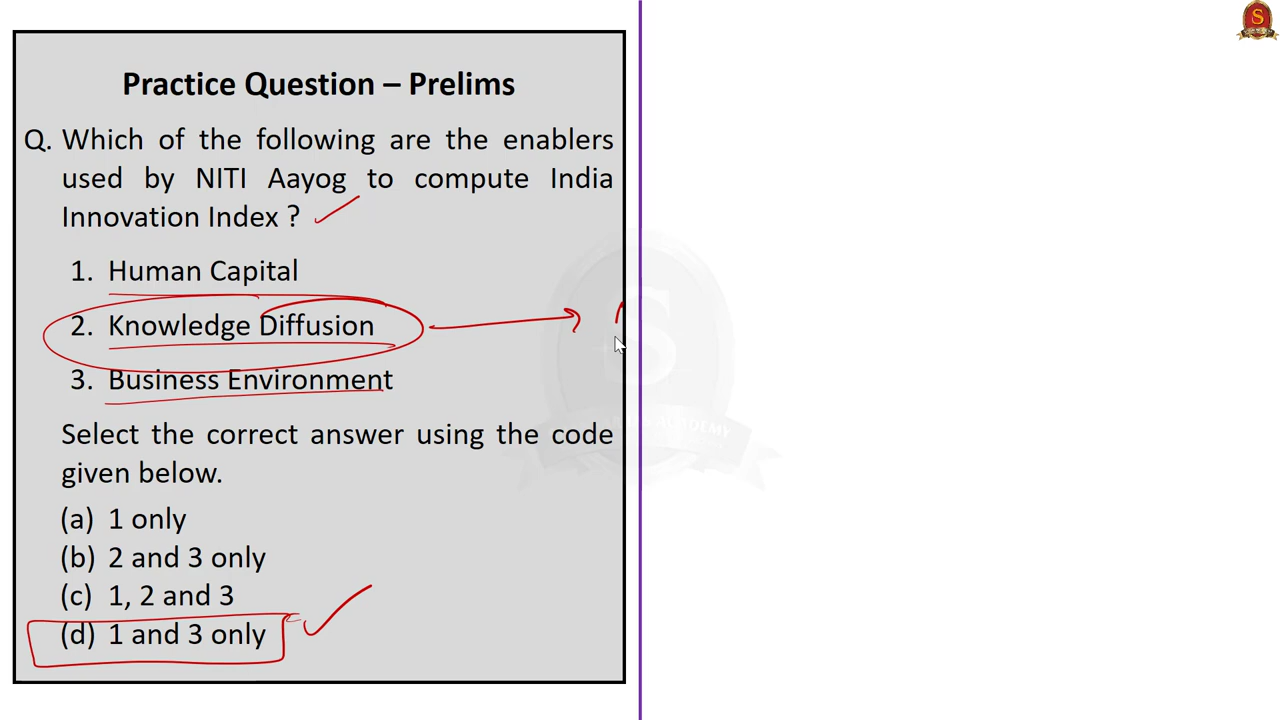 Practice Question – Prelims
Q. Which of the following are the enablers
used by NITI Aayog to compute India
Innovation Index ?
1. Human Capital
2. Knowledge Diffusion
3. Business Environment
Select the correct answer using the code
given below.
(a) 1 only
(b) 2 and 3 only
(c) 1, 2 and 3
(d) 1 and 3 only
S
S
ACADEMY